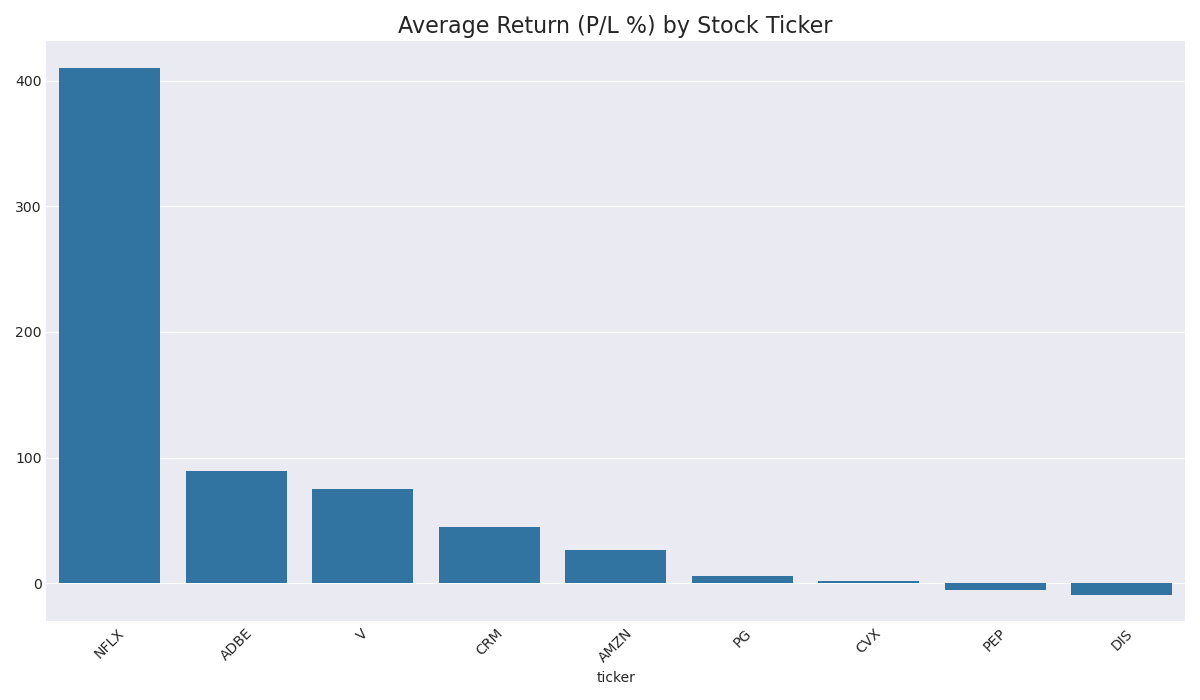 Average Return (P/L %) by Stock Ticker
400
300
200
100
0
NFLX
ADBE
V
CRM
AMZN
PG
CVX
PEP
DIS
ticker